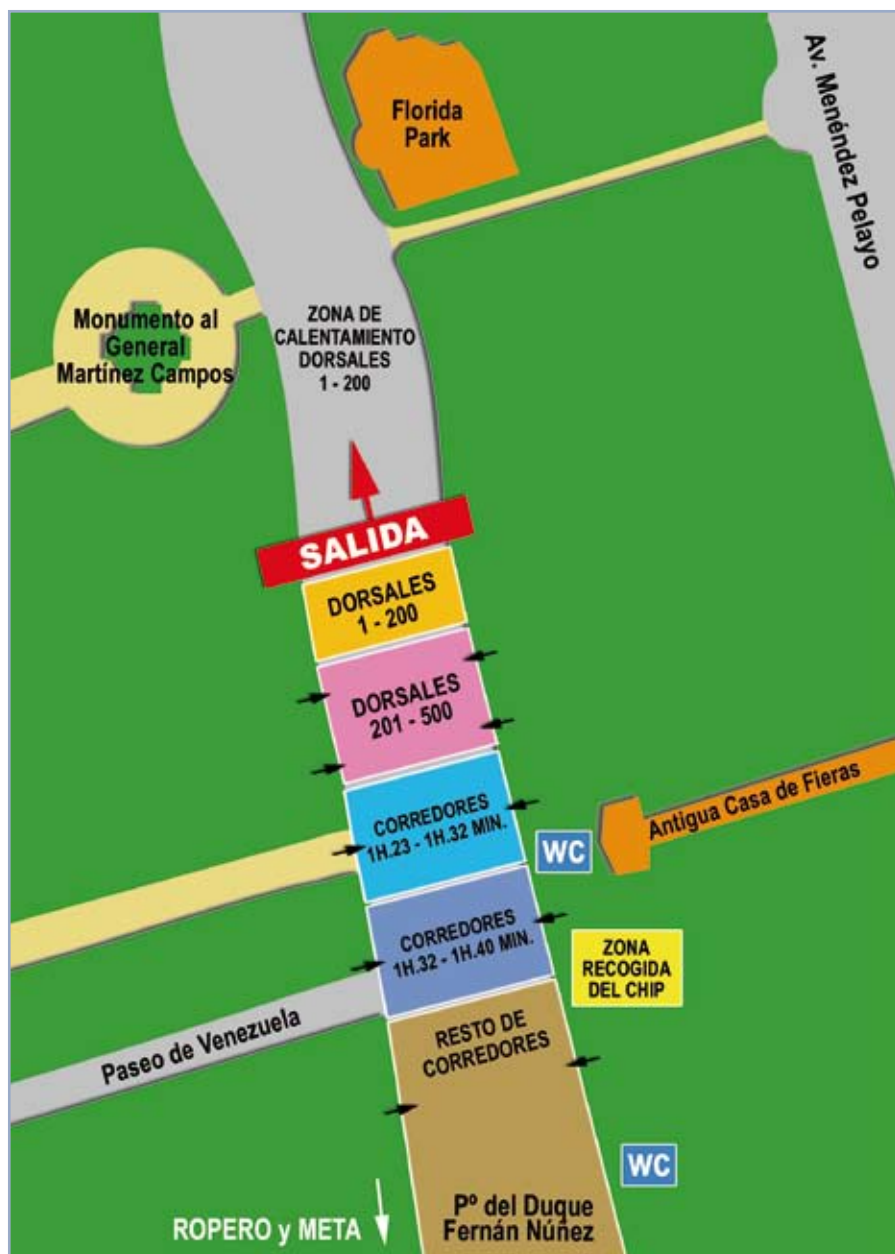 Florida
Park
Av. Menéndez Pelayo
Monumento al
General
Martínez Campos
ZONA DE
CALENTAMIENTO
DORSALES
1 - 200
SALIDA
DORSALES
1 - 200
DORSALES
201 - 500
CORREDORES
1H.23 - 1H.32 MIN.
WC
Antigua Casa de Fieras
CORREDORES
1H.32 - 1H.40 MIN.
ZONA
RECOGIDA
DEL CHIP
Paseo de Venezuela
RESTO DE
CORREDORES
WC
Pº del Duque
Fernán Núñez
ROPERO y META